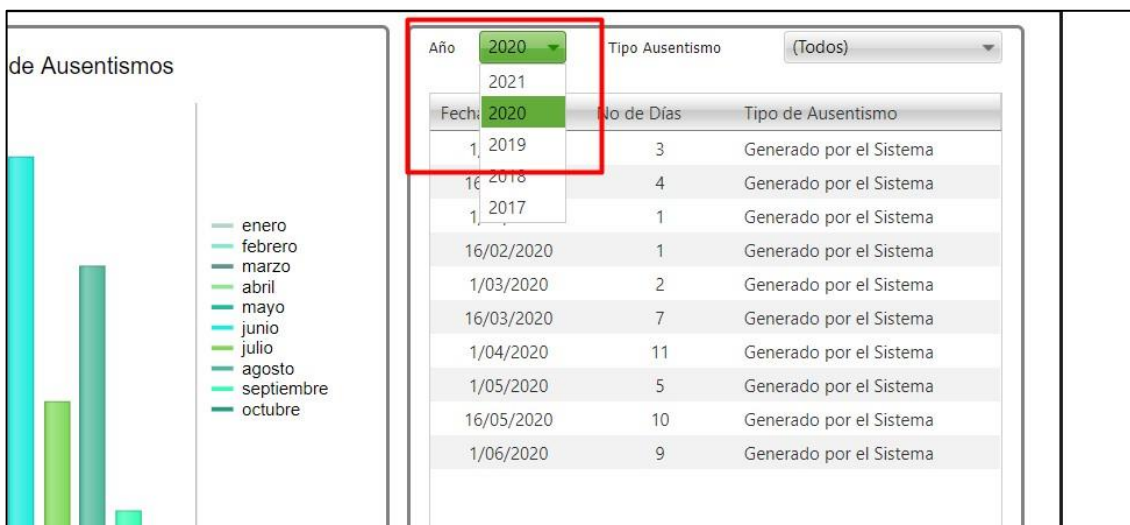 de Ausentismos
enero
febrero
marzo
abril
mayo
junio
julio
agosto
septiembre
octubre
Año 2020 Tipo Ausentismo (Todos)
2021
2020
2019
2018
2017
No de Días Tipo de Ausentismo
3 Generado por el Sistema
4 Generado por el Sistema
1 Generado por el Sistema
16/02/2020 1 Generado por el Sistema
1/03/2020 2 Generado por el Sistema
16/03/2020 7 Generado por el Sistema
1/04/2020 11 Generado por el Sistema
1/05/2020 5 Generado por el Sistema
16/05/2020 10 Generado por el Sistema
1/06/2020 9 Generado por el Sistema